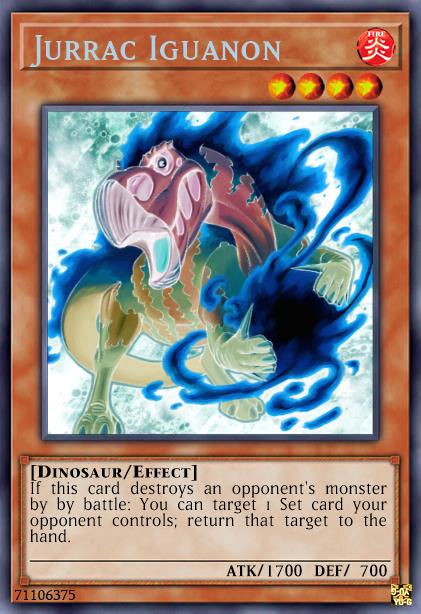 Jurrac Iguanon
FIRE
炎
[Dinosaur/Effect]
If this card destroys an opponent's monster
by by battle: You can target 1 Set card your
opponent controls; return that target to the
hand.
ATK/1700 DEF/ 700
71106375